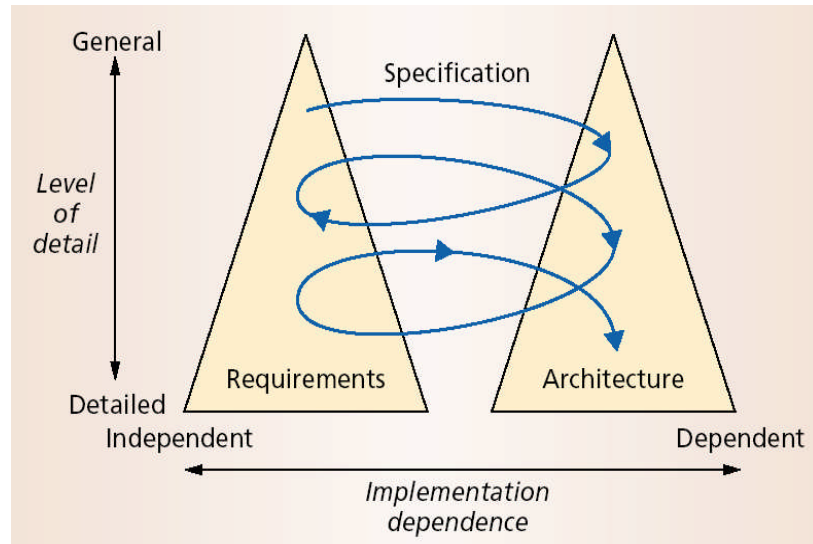 General
Specification
Level
of
detail
Requirements
Architecture
Detailed
Independent
Dependent
Implementation
dependence